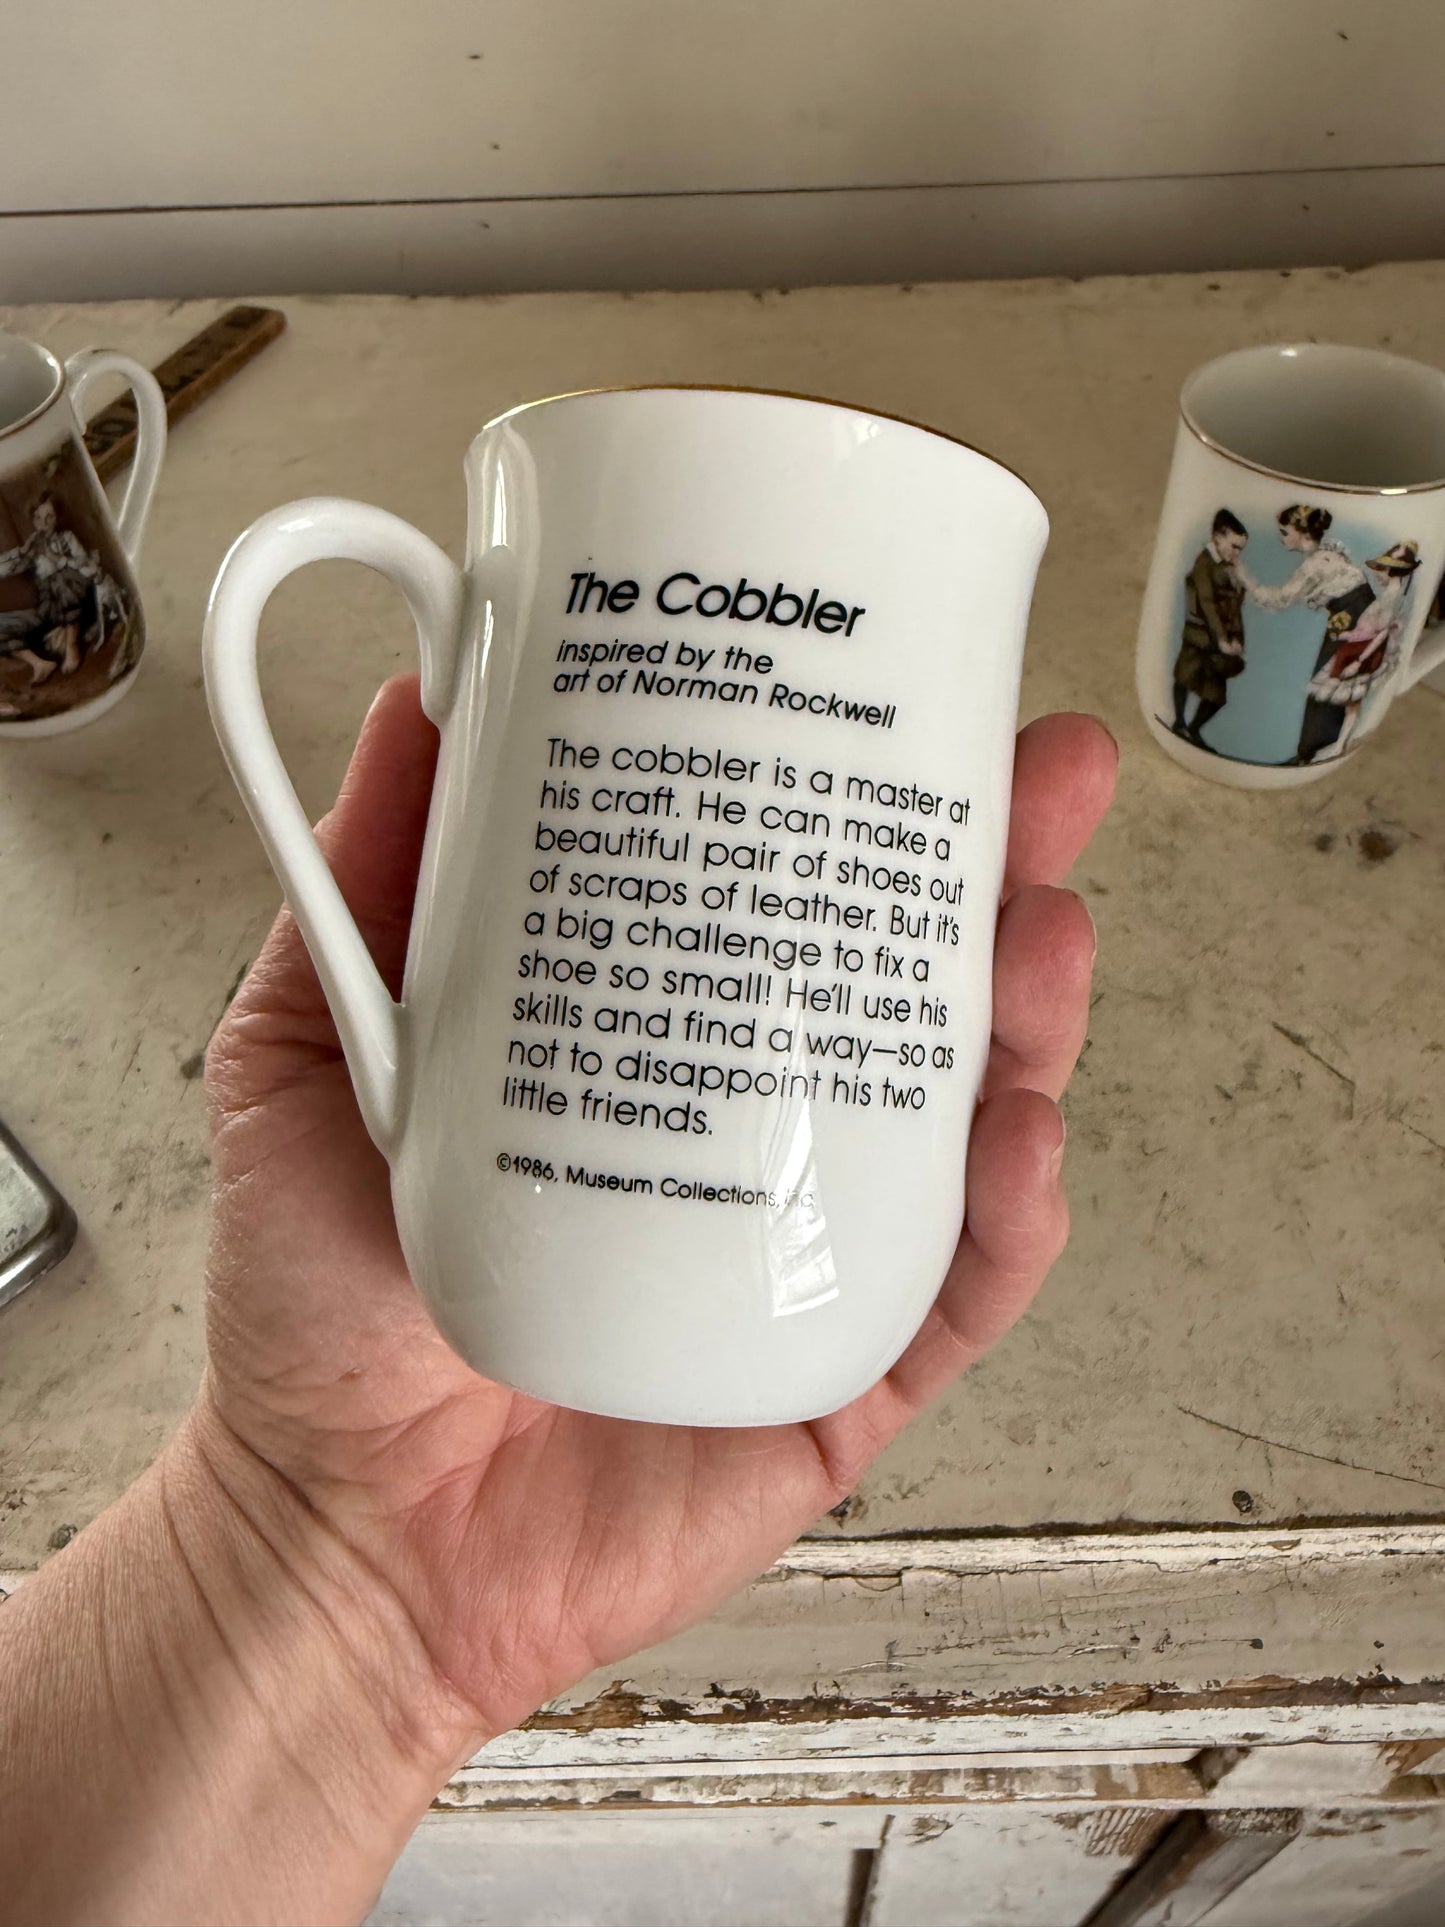 The Cobbler
inspired by the
art of Norman Rockwell
The cobbler is a master at
his craft. He can make a
beautiful pair of shoes out
of scraps of leather. But it's
a big challenge to fix a
shoe so small! He'll use his
skills and find a way—so as
not to disappoint his two
little friends.
©1986, Museum Collections, Inc.